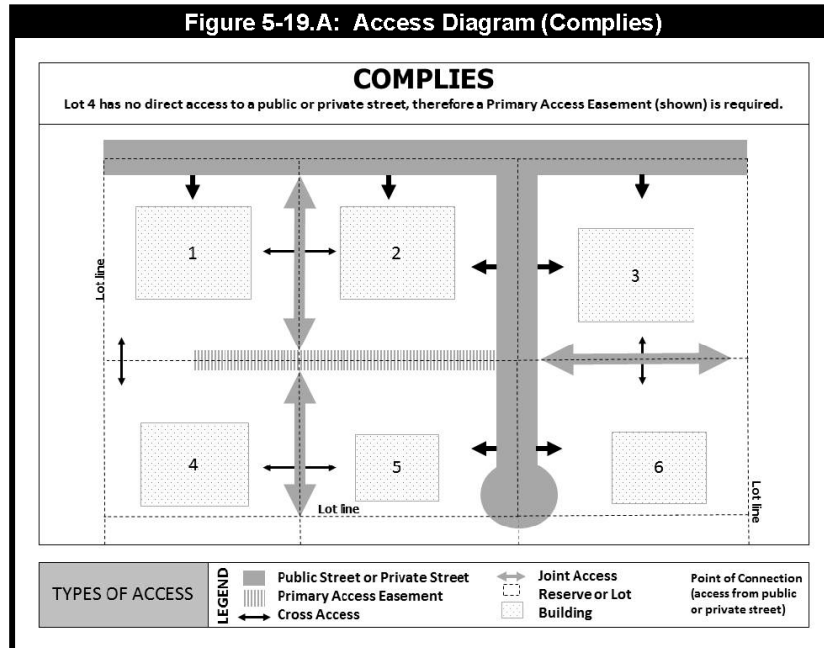 Figure 5-19.A: Access Diagram (Complies)
COMPLIES
Lot 4 has no direct access to a public or private street, therefore a Primary Access Easement (shown) is required.
1
2
3
Lot line
4
5
6
Lot line
Lot line
TYPES OF ACCESS
LEGEND
Public Street or Private Street
Primary Access Easement
Cross Access
Joint Access
Reserve or Lot
Building
Point of Connection
(access from public
or private street)